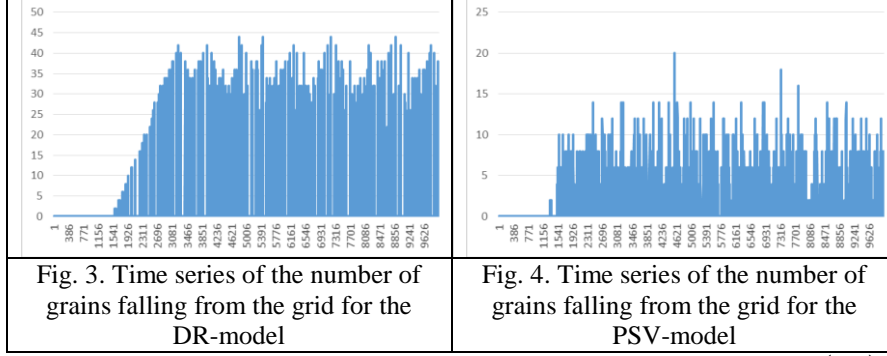 50
45
40
35
30
25
20
15
10
5
0
1 386 771 1156 1541 1926 2311 2696 3081 3466 3851 4236 4621 5006 5391 5776 6161 6546 6931 7316 7701 8086 8471 8856 9241 9626
Fig. 3. Time series of the number of
grains falling from the grid for the
DR-model
25
20
15
10
5
0
1 386 771 1156 1541 1926 2311 2696 3081 3466 3851 4236 4621 5006 5391 5776 6161 6546 6931 7316 7701 8086 8471 8856 9241 9626
Fig. 4. Time series of the number of
grains falling from the grid for the
PSV-model